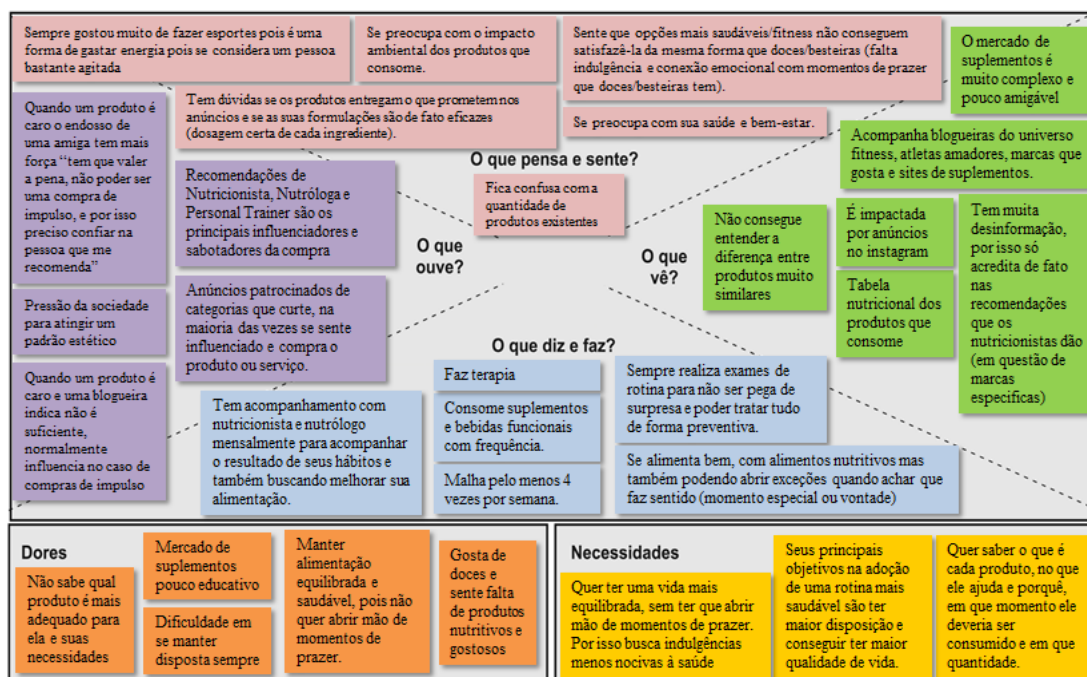 Sempre gostou muito de fazer esportes pois é uma
forma de gastar energia pois se considera um pessoa
bastante agitada
Se preocupa com o impacto
ambiental dos produtos que
consome.
Sente que opções mais saudáveis/fitness não conseguem
satisfazê-la da mesma forma que doces/besteiras (falta
indulgência e conexão emocional com momentos de prazer
que doces/besteiras tem).
Tem dúvidas se os produtos entregam o que prometem nos
anúncios e se as suas formulações são de fato eficazes
(dosagem certa de cada ingrediente).
Se preocupa com sua saúde e bem-estar.
O que pensa e sente?
Fica confusa com a
quantidade de
produtos existentes
Quando um produto é
caro o endosso de
uma amiga tem mais
força “tem que valer
a pena, não poder ser
uma compra de
impulso, e por isso
preciso confiar na
pessoa que me
recomenda”
Recomendações de
Nutricionista, Nutróloga e
Personal Trainer são os
principais influenciadores e
sabotadores da compra
O que
ouve?
Pressão da sociedade
para atingir um
padrão estético
Anúncios patrocinados de
categorias que curte, na
maioria das vezes se sente
influenciado e compra o
produto ou serviço.
Quando um produto é
caro e uma blogueira
indica não é
suficiente,
normalmente
influencia no caso de
compras de impulso
O mercado de
suplementos é
muito complexo e
pouco amigável
Acompanha blogueiras do universo
fitness, atletas amadores, marcas que
gosta e sites de suplementos.
O que
vê?
Não consegue
entender a
diferença entre
produtos muito
similares
É impactada
por anúncios
no instagram
Tabela
nutricional dos
produtos que
consome
Tem muita
desinformação,
por isso só
acredita de fato
nas
recomendações
que os
nutricionistas dão
(em questão de
marcas
especificas)
O que diz e faz?
Tem acompanhamento com
nutricionista e nutrólogo
mensalmente para acompanhar
o resultado de seus hábitos e
também buscando melhorar sua
alimentação.
Faz terapia
Consome suplementos
e bebidas funcionais
com frequência.
Malha pelo menos 4
vezes por semana.
Sempre realiza exames de
rotina para não ser pega de
surpresa e poder tratar tudo
de forma preventiva.
Se alimenta bem, com alimentos nutritivos mas
também podendo abrir exceções quando achar que
faz sentido (momento especial ou vontade)
Dores
Não sabe qual
produto é mais
adequado para
ela e suas
necessidades
Mercado de
suplementos
pouco educativo
Dificuldade em
se manter
disposta sempre
Manter
alimentação
equilibrada e
saudável, pois não
quer abrir mão de
momentos de
prazer.
Gosta de
doces e
sente falta
de produtos
nutritivos e
gostosos
Necessidades
Quer ter uma vida mais
equilibrada, sem ter que abrir
mão de momentos de prazer.
Por isso busca indulgências
menos nocivas à saúde
Seus principais
objetivos na adoção
de uma rotina mais
saudável são ter
maior disposição e
conseguir ter maior
qualidade de vida.
Quer saber o que é
cada produto, no que
ele ajuda e porquê,
em que momento ele
deveria ser
consumido e em que
quantidade.